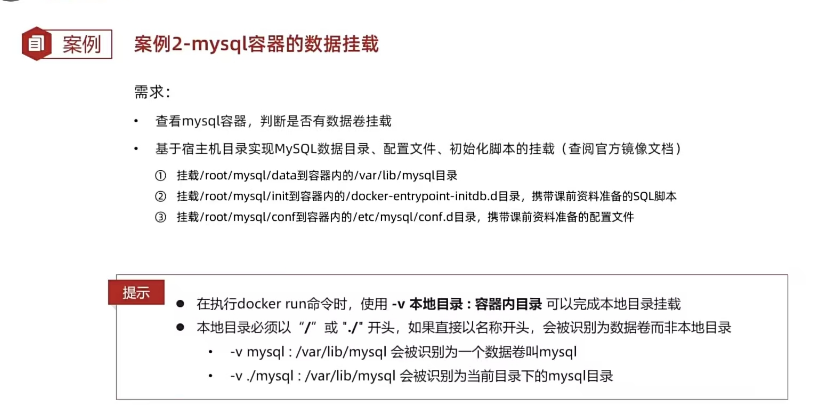 案例
案例2-mysql容器的数据挂载
需求：
• 查看mysql容器，判断是否有数据卷挂载
• 基于宿主机目录实现MySQL数据目录、配置文件、初始化脚本的挂载（查阅官方镜像文档）
① 挂载/root/mysql/data到容器内的/var/lib/mysql目录
② 挂载/root/mysql/init到容器内的/docker-entrypoint-initdb.d目录，携带课前资料准备的SQL脚本
③ 挂载/root/mysql/conf到容器内的/etc/mysql/conf.d目录，携带课前资料准备的配置文件
提示
● 在执行docker run命令时，使用 -v 本地目录 : 容器内目录 可以完成本地目录挂载
● 本地目录必须以“/”或 "./" 开头，如果直接以名称开头，会被识别为数据卷而非本地目录
• -v mysql : /var/lib/mysql 会被识别为一个数据卷叫mysql
• -v ./mysql : /var/lib/mysql 会被识别为当前目录下的mysql目录